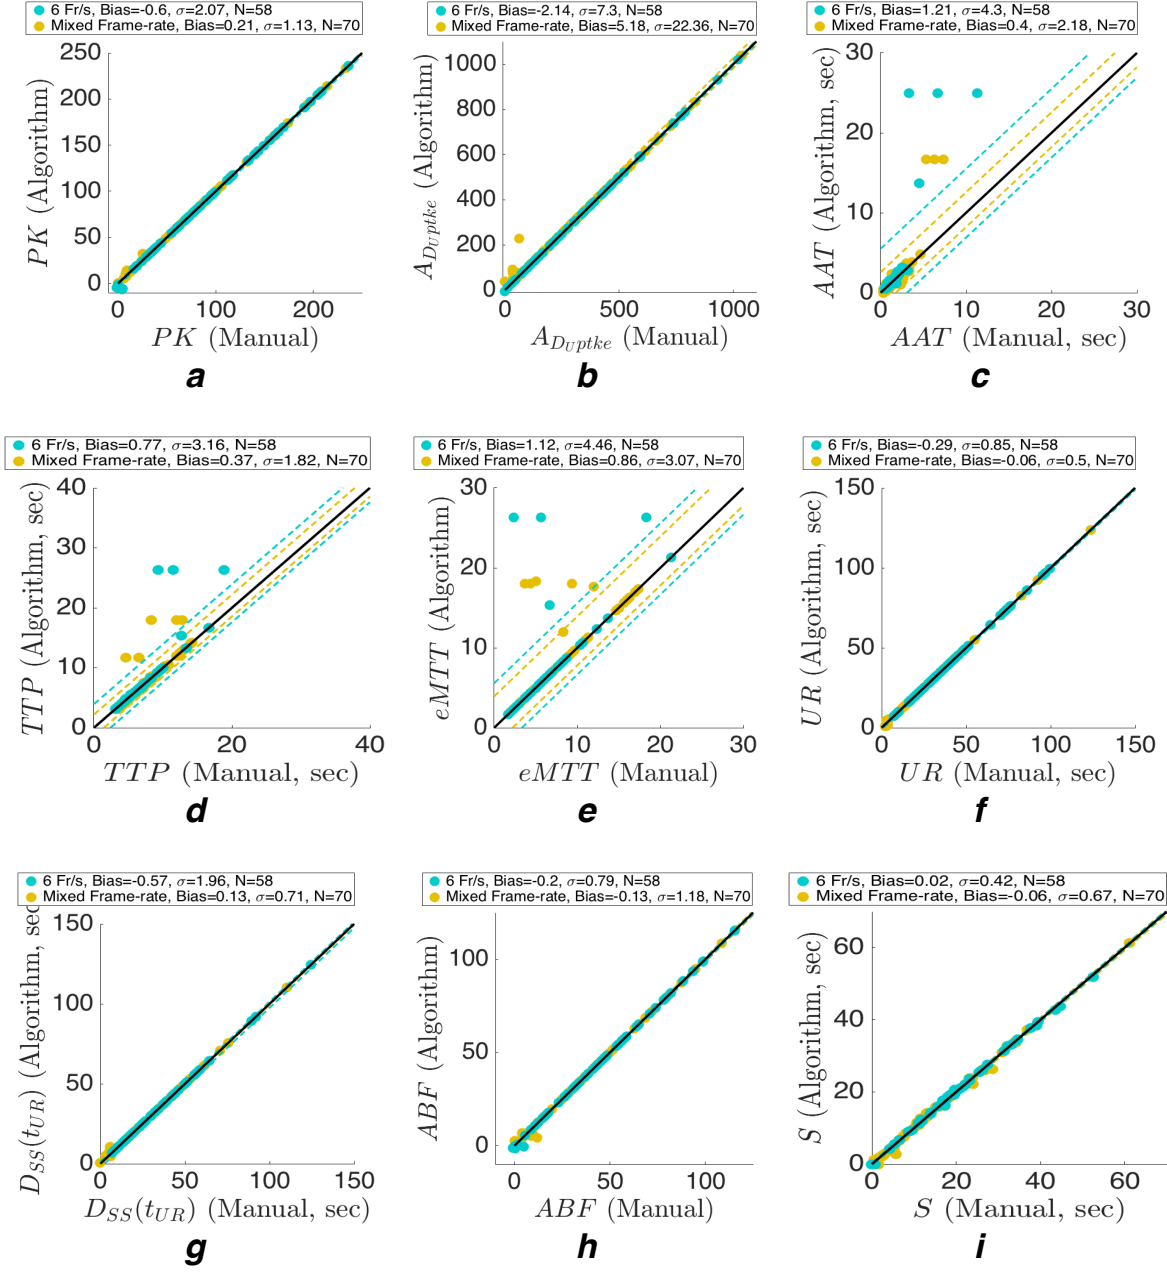 6 Fr/s, Bias=-0.6, σ=2.07, N=58
Mixed Frame-rate, Bias=0.21, σ=1.13, N=70
250
200
150
100
50
0
PK (Algorithm)
0 100 200
PK (Manual)
a
6 Fr/s, Bias=-2.14, σ=7.3, N=58
Mixed Frame-rate, Bias=5.18, σ=22.36, N=70
1000
800
600
400
200
0
A_{D_Uptke} (Algorithm)
0 500 1000
A_{D_Uptke} (Manual)
b
6 Fr/s, Bias=1.21, σ=4.3, N=58
Mixed Frame-rate, Bias=0.4, σ=2.18, N=70
30
20
10
0
AAT (Algorithm, sec)
0 10 20 30
AAT (Manual, sec)
c
6 Fr/s, Bias=0.77, σ=3.16, N=58
Mixed Frame-rate, Bias=0.37, σ=1.82, N=70
40
30
20
10
0
TTP (Algorithm, sec)
0 20 40
TTP (Manual, sec)
d
6 Fr/s, Bias=1.12, σ=4.46, N=58
Mixed Frame-rate, Bias=0.86, σ=3.07, N=70
30
20
10
0
eMTT (Algorithm)
0 10 20 30
eMTT (Manual)
e
6 Fr/s, Bias=-0.29, σ=0.85, N=58
Mixed Frame-rate, Bias=-0.06, σ=0.5, N=70
150
100
50
0
UR (Algorithm, sec)
0 50 100 150
UR (Manual, sec)
f
6 Fr/s, Bias=-0.57, σ=1.96, N=58
Mixed Frame-rate, Bias=0.13, σ=0.71, N=70
150
100
50
0
D_{SS}(t_{UR}) (Algorithm, sec
0 50 100 150
D_{SS}(t_{UR}) (Manual, sec)
g
6 Fr/s, Bias=-0.2, σ=0.79, N=58
Mixed Frame-rate, Bias=-0.13, σ=1.18, N=70
100
50
0
ABF (Algorithm)
0 50 100
ABF (Manual)
h
6 Fr/s, Bias=0.02, σ=0.42, N=58
Mixed Frame-rate, Bias=-0.06, σ=0.67, N=70
60
40
20
0
S (Algorithm, sec)
0 20 40 60
S (Manual, sec)
i